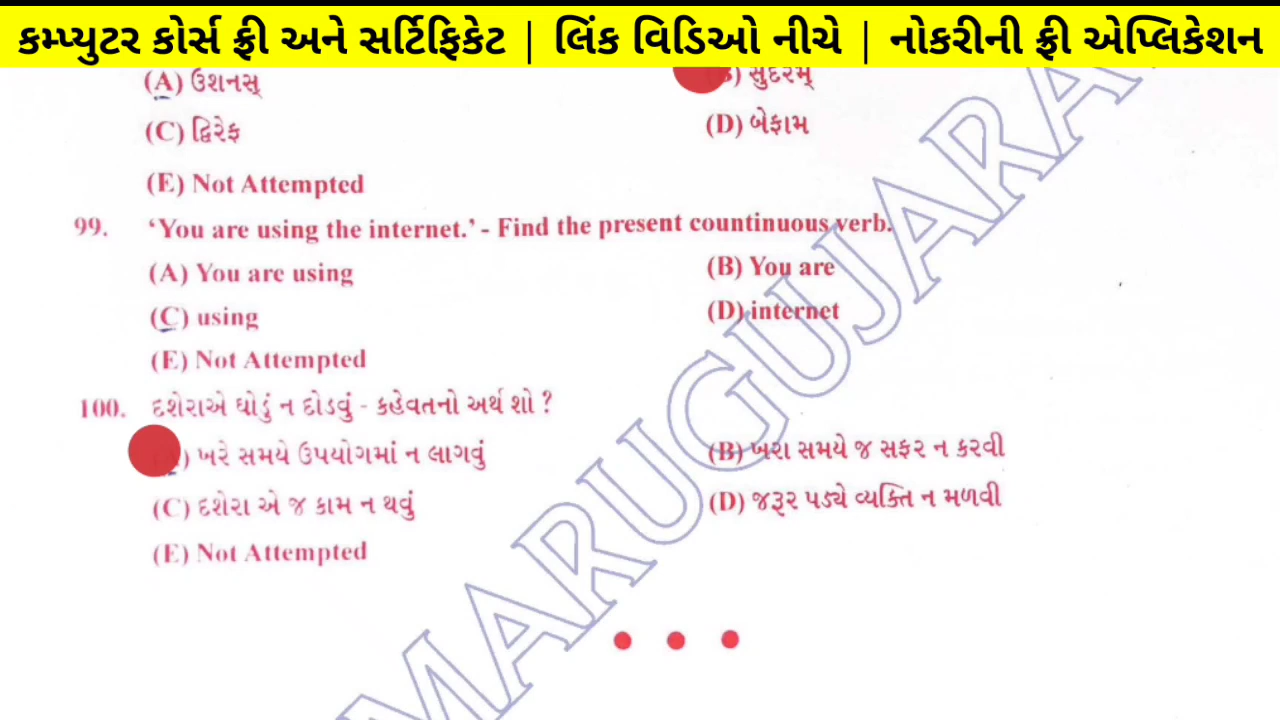 કમ્પ્યુટર કોર્સ ફ્રી અને સર્ટિફિકેટ | લિંક વિડિઓ નીચે | નોકરીની ફ્રી એપ્લિકેશન
(A) ઉશનસ્
સુંદરમ્
(C) દ્વિરેફ
(D) બેફામ
(E) Not Attempted
99. ‘You are using the internet.’ - Find the present countinuous verb.
(A) You are using
(B) You are
(C) using
(D) internet
(E) Not Attempted
100. દશેરાએ ઘોડું ન દોડવું - કહેવતનો અર્થ શો ?
ખરે સમયે ઉપયોગમાં ન લાગવું
(B) ખરા સમયે જ સફર ન કરવી
(C) દશેરા એ જ કામ ન થવું
(D) જરૂર પડ્યે વ્યક્તિ ન મળવી
(E) Not Attempted
MARUGUJARA